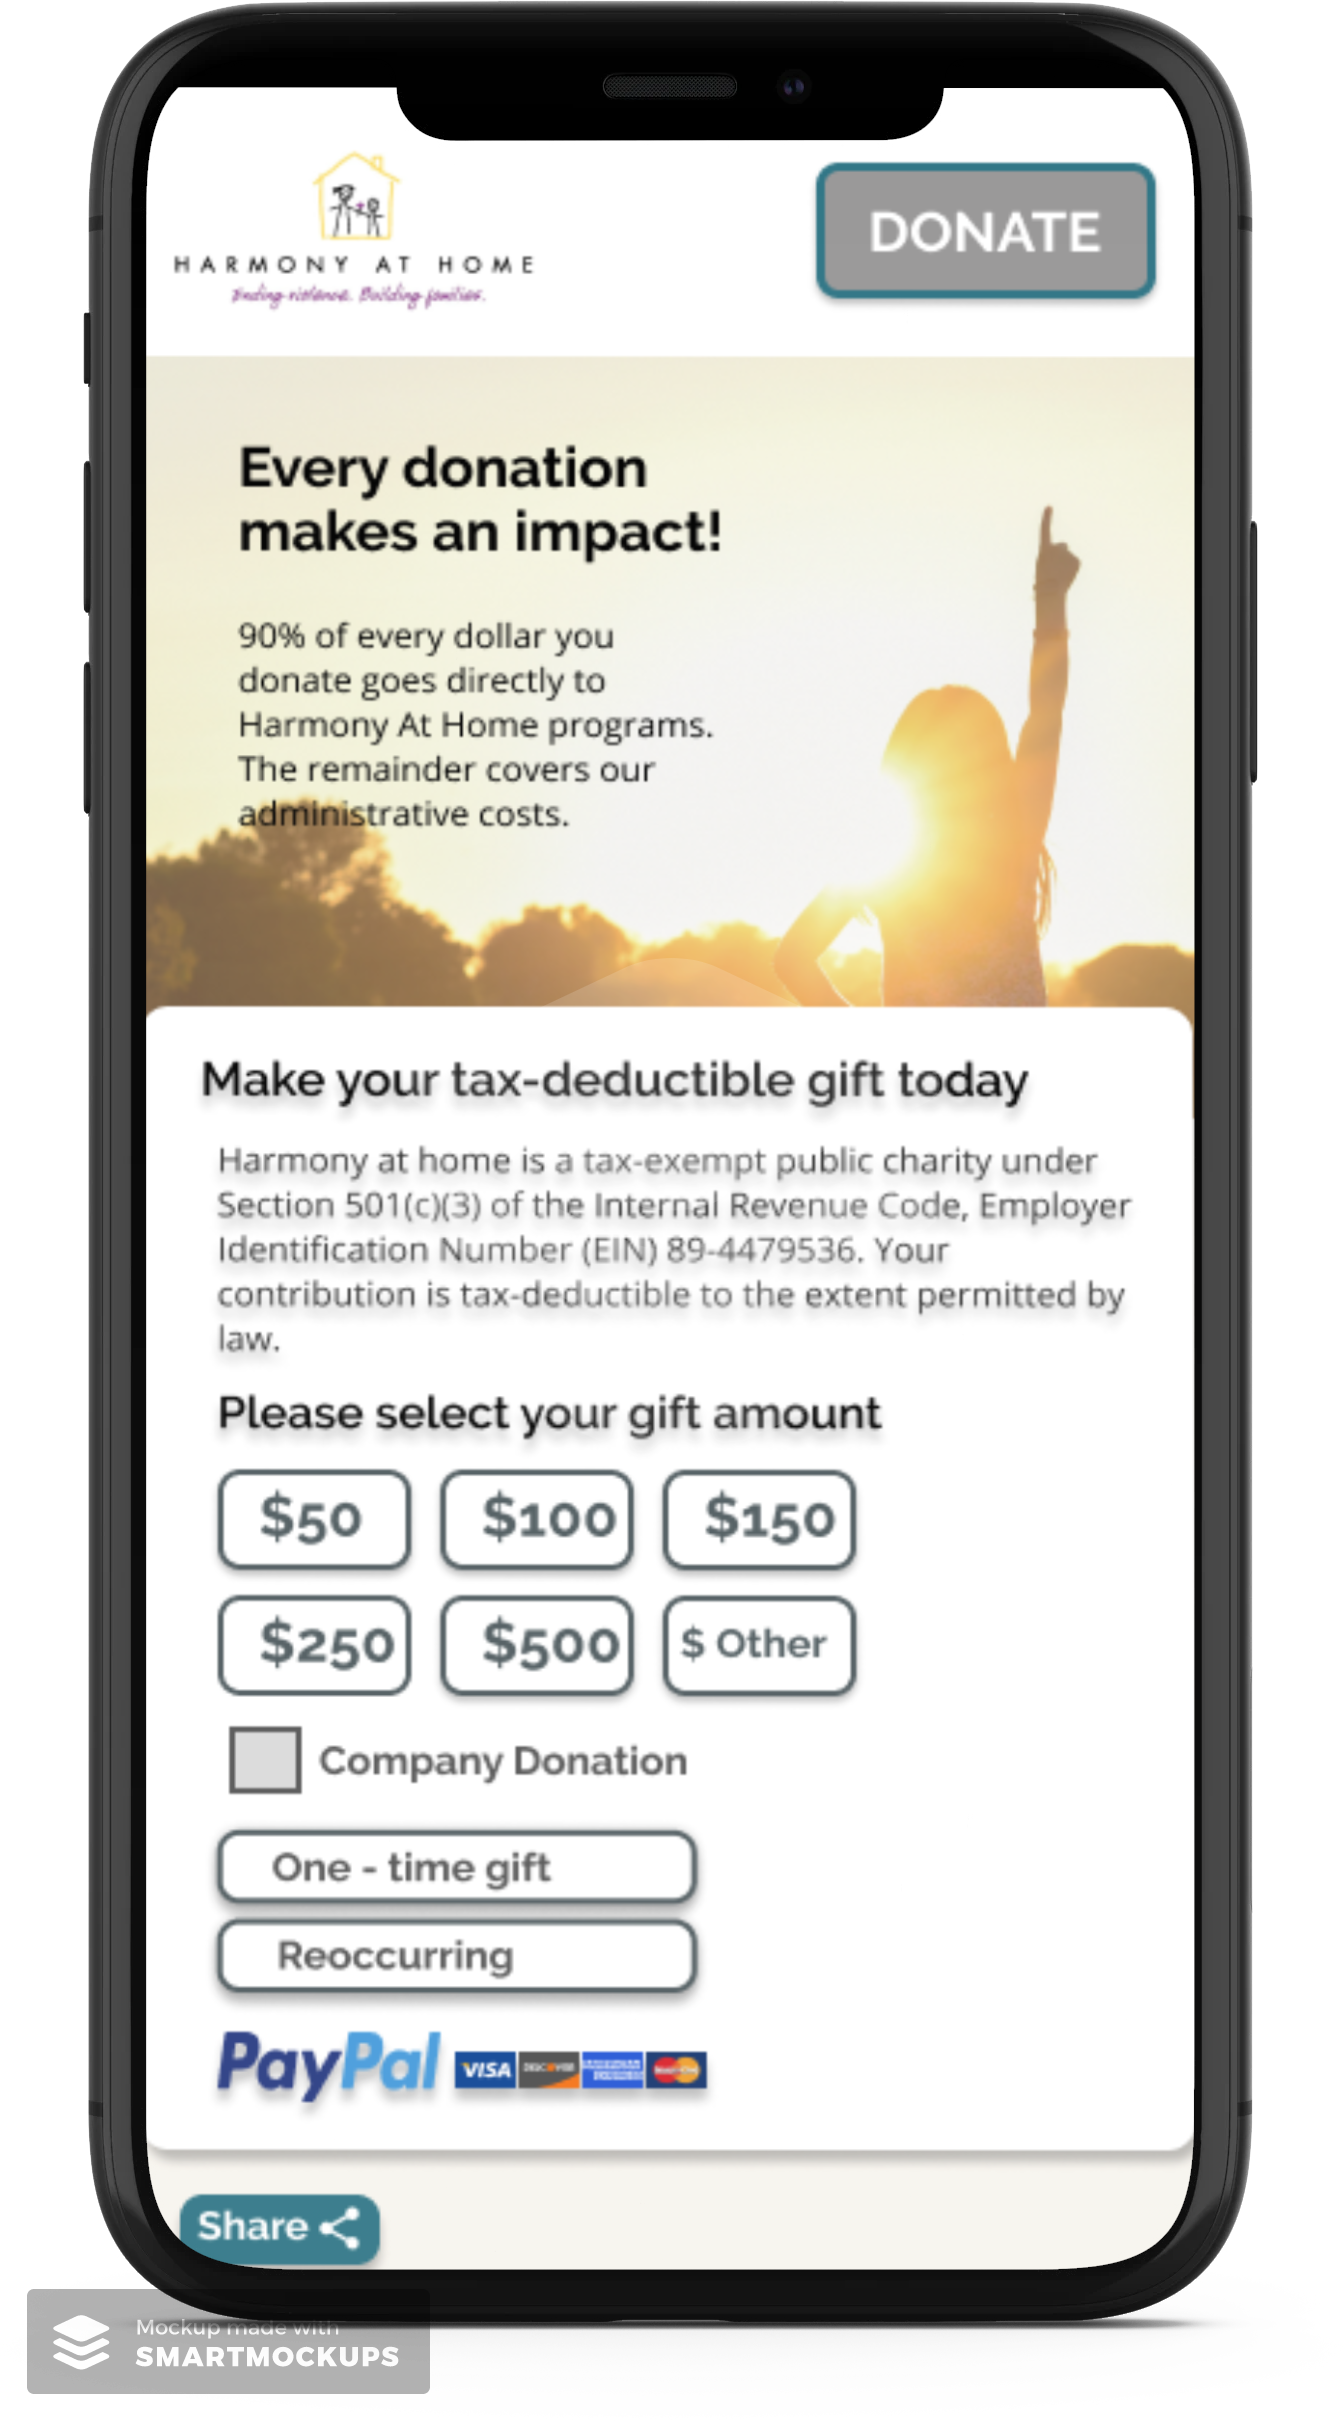 HARMONY AT HOME
Ending violence. Building families.
DONATE
Every donation
makes an impact!
90% of every dollar you
donate goes directly to
Harmony At Home programs.
The remainder covers our
administrative costs.
Make your tax-deductible gift today
Harmony at home is a tax-exempt public charity under
Section 501(c)(3) of the Internal Revenue Code, Employer
Identification Number (EIN) 89-4479536. Your
contribution is tax-deductible to the extent permitted by
law.
Please select your gift amount
$50 $100 $150
$250 $500 $ Other
Company Donation
One - time gift
Reoccurring
PayPal VISA DISCOVER
Share
Mockup made with
SMARTMOCKUPS